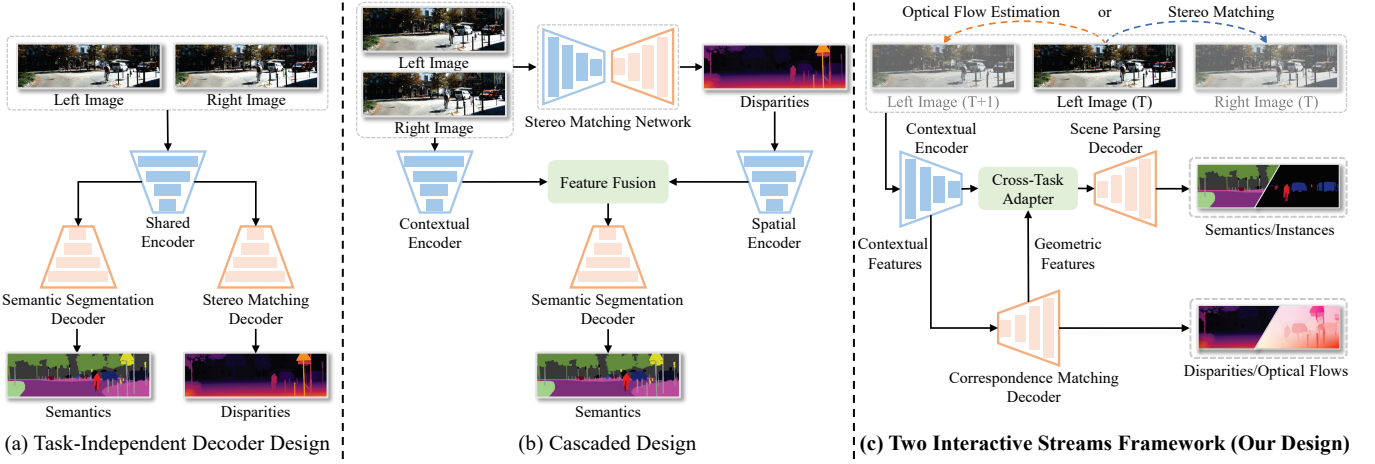 Left Image
Right Image
Shared
Encoder
Semantic Segmentation
Decoder
Stereo Matching
Decoder
Semantics
Disparities
(a) Task-Independent Decoder Design
Left Image
Right Image
Stereo Matching Network
Disparities
Feature Fusion
Contextual
Encoder
Spatial
Encoder
Semantic Segmentation
Decoder
Semantics
(b) Cascaded Design
Optical Flow Estimation
or
Stereo Matching
Left Image (T+1)
Left Image (T)
Right Image (T)
Contextual
Encoder
Scene Parsing
Decoder
Cross-Task
Adapter
Semantics/Instances
Contextual
Features
Geometric
Features
Correspondence Matching
Decoder
Disparities/Optical Flows
(c) Two Interactive Streams Framework (Our Design)